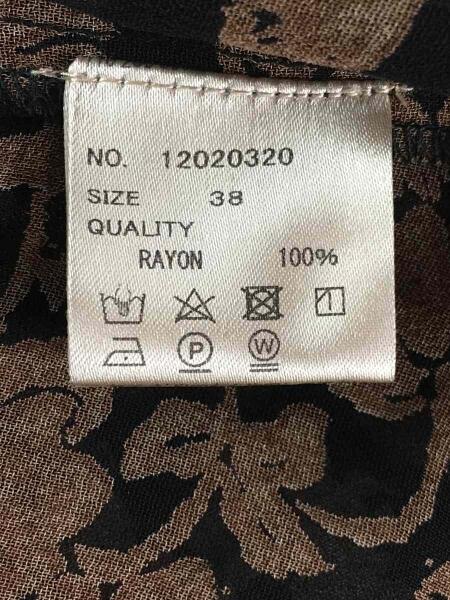 NO. 12020320
SIZE 38
QUALITY
RAYON 100%
P W